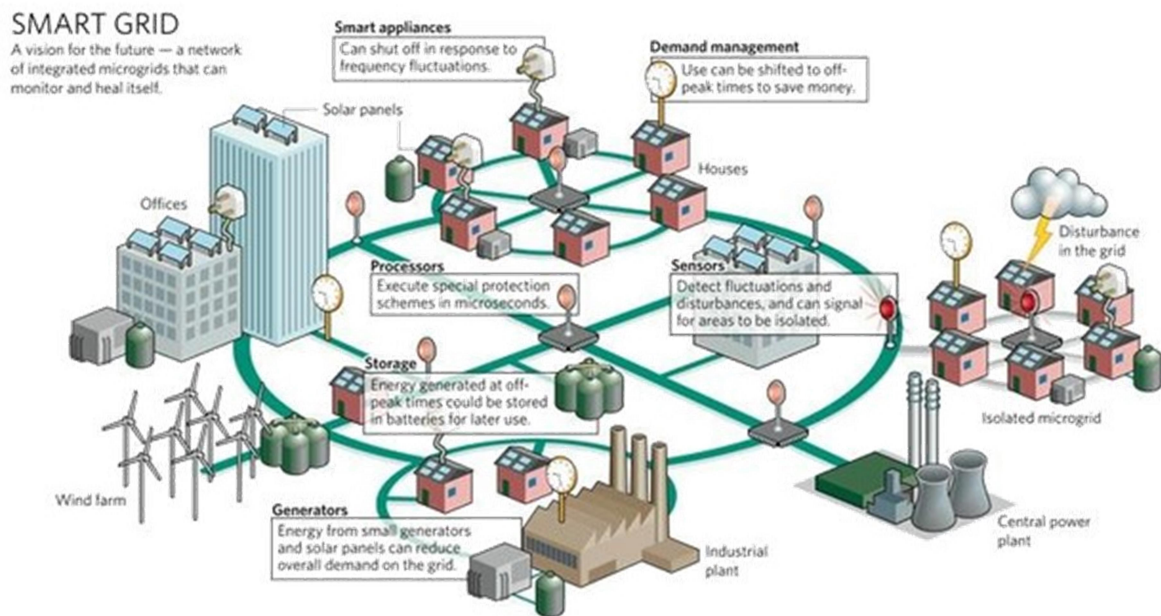 SMART GRID
A vision for the future — a network
of integrated microgrids that can
monitor and heal itself.
Smart appliances
Can shut off in response to
frequency fluctuations.
Demand management
Use can be shifted to off-
peak times to save money.
Solar panels
Houses
Offices
Disturbance
in the grid
Processors
Execute special protection
schemes in microseconds.
Sensors
Detect fluctuations and
disturbances, and can signal
for areas to be isolated.
Storage
Energy generated at off-
peak times could be stored
in batteries for later use.
Isolated microgrid
Wind farm
Generators
Energy from small generators
and solar panels can reduce
overall demand on the grid.
Industrial
plant
Central power
plant